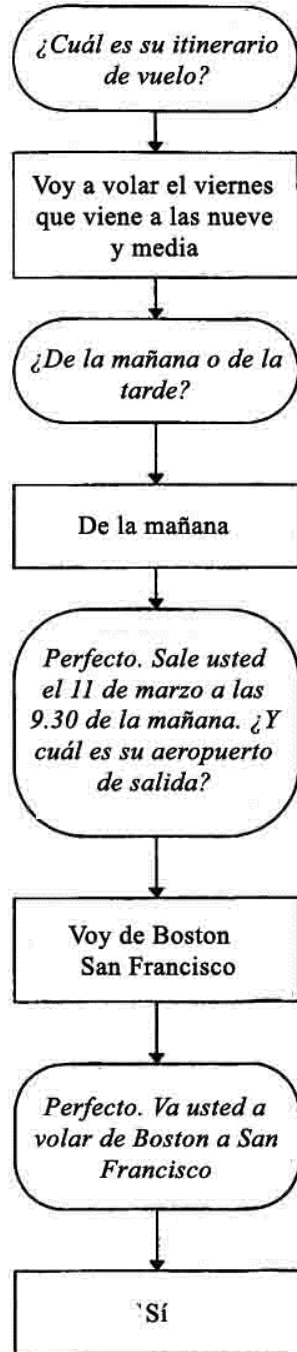 ¿Cuál es su itinerario
de vuelo?
Voy a volar el viernes
que viene a las nueve
y media
¿De la mañana o de la
tarde?
De la mañana
Perfecto. Sale usted
el 11 de marzo a las
9.30 de la mañana. ¿Y
cuál es su aeropuerto
de salida?
Voy de Boston
San Francisco
Perfecto. Va usted a
volar de Boston a San
Francisco
Sí